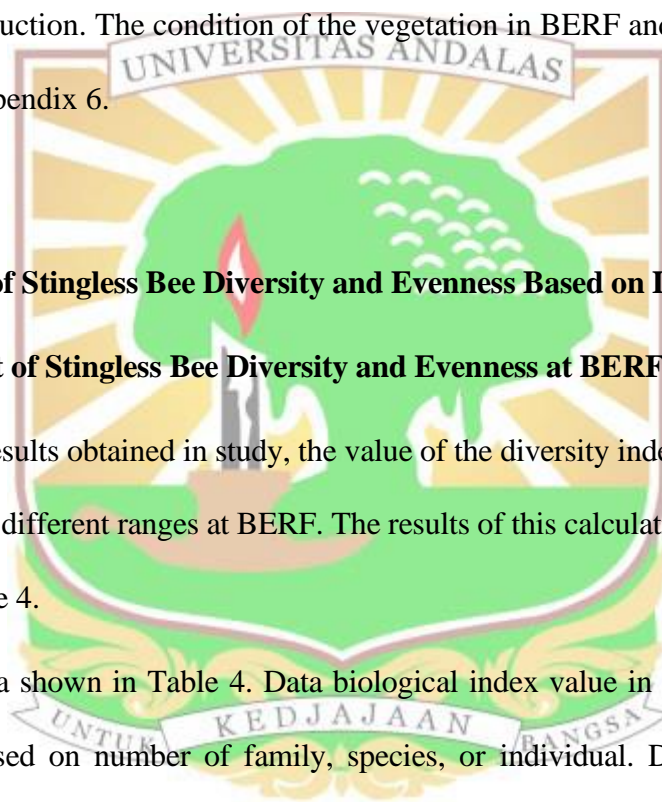 uction. The condition of the vegetation in BERF and
UNIVERSITAS ANDALAS
pendix 6.
of Stingless Bee Diversity and Evenness Based on
t of Stingless Bee Diversity and Evenness at BERF
esults obtained in study, the value of the diversity inde
different ranges at BERF. The results of this calculat
e 4.
a shown in Table 4. Data biological index value in
UNTUK KEDJAJAAN BANGSA
sed on number of family, species, or individual. D